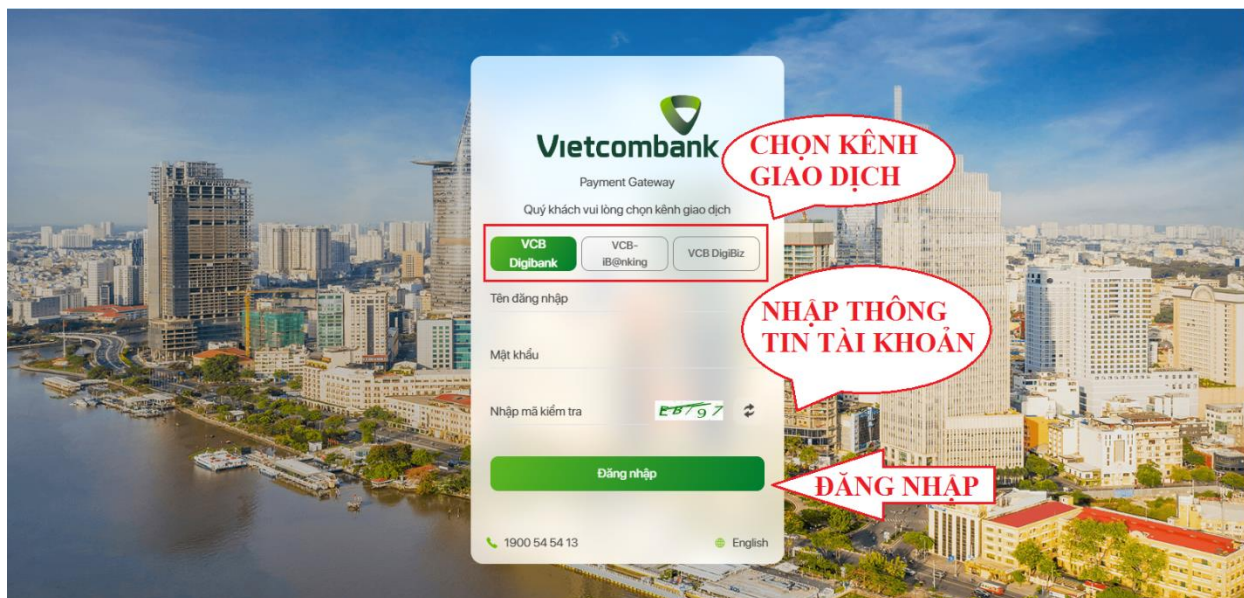 Vietcombank
CHỌN KÊNH
GIAO DỊCH
Payment Gateway
Quý khách vui lòng chọn kênh giao dịch
VCB
Digibank
VCB-
iB@nking
VCB DigiBiz
Tên đăng nhập
NHẬP THÔNG
TIN TÀI KHOẢN
Mật khẩu
Nhập mã kiểm tra
EBT97
Đăng nhập
ĐĂNG NHẬP
1900 54 54 13
English